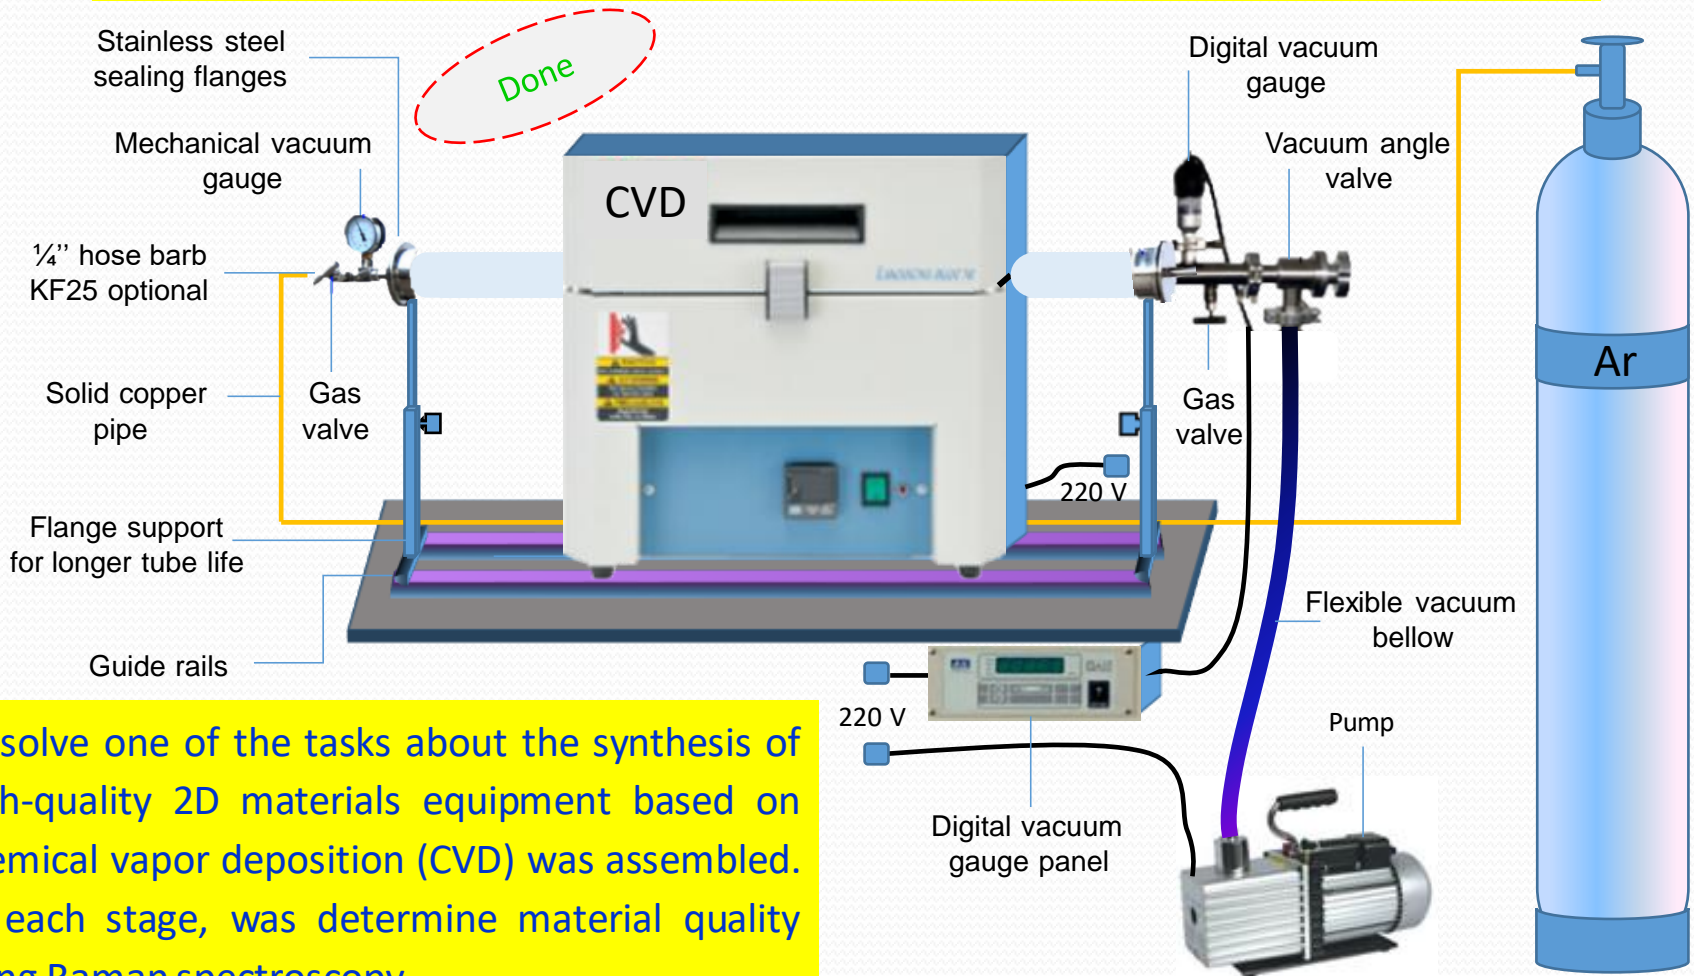 Stainless steel
sealing flanges
Done
Digital vacuum
gauge
Mechanical vacuum
gauge
Vacuum angle
valve
CVD
¼’’ hose barb
KF25 optional
Ar
Solid copper
pipe
Gas
valve
Gas
valve
220 V
Flange support
for longer tube life
Flexible vacuum
bellow
Guide rails
220 V
Pump
Digital vacuum
gauge panel
solve one of the tasks about the synthesis of
h-quality 2D materials equipment based on
emical vapor deposition (CVD) was assembled.
each stage, was determine material quality
ng Raman spectroscopy